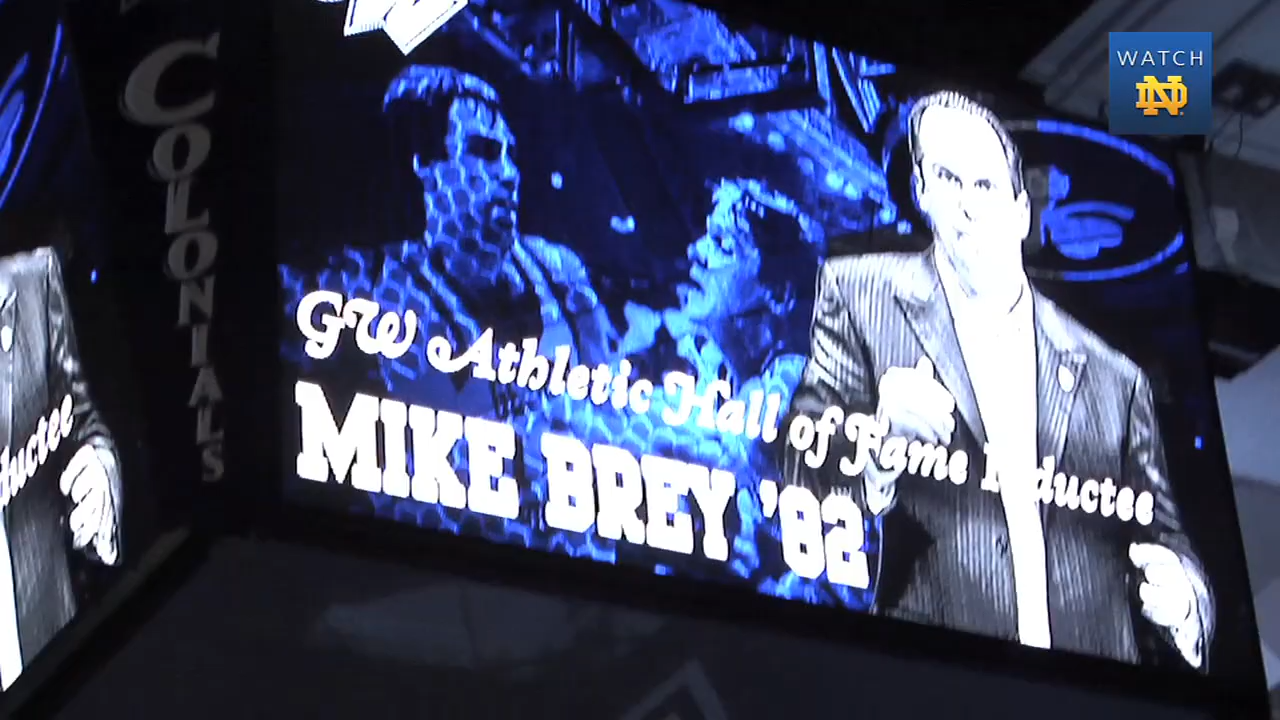 WATCH
ND
COLONIALS
GW Athletic Hall of Fame Inductee
MIKE BREY '82
ductee